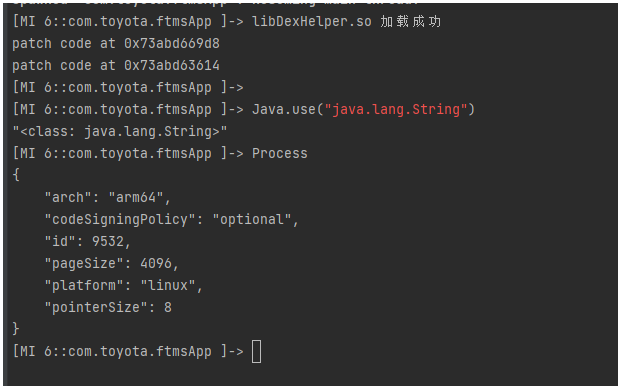 [MI 6::com.toyota.ftmsApp ]-> libDexHelper.so 加载成功
patch code at 0x73abd669d8
patch code at 0x73abd63614
[MI 6::com.toyota.ftmsApp ]->
[MI 6::com.toyota.ftmsApp ]-> Java.use("java.lang.String")
"<class: java.lang.String>"
[MI 6::com.toyota.ftmsApp ]-> Process
{
    "arch": "arm64",
    "codeSigningPolicy": "optional",
    "id": 9532,
    "pageSize": 4096,
    "platform": "linux",
    "pointerSize": 8
}
[MI 6::com.toyota.ftmsApp ]->